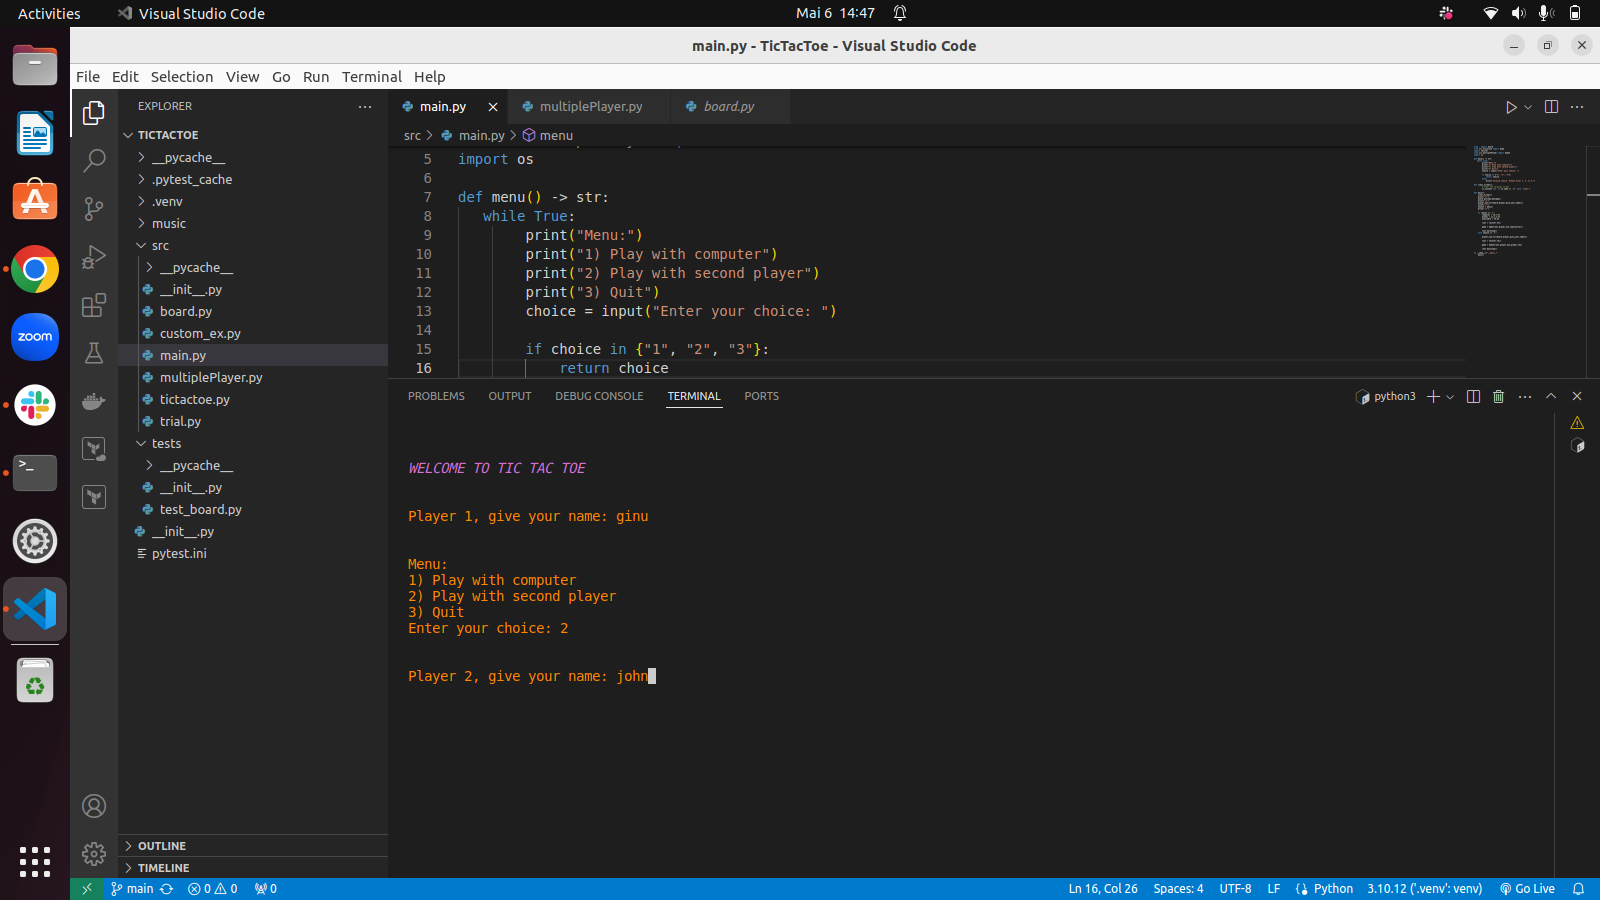 Activities
Visual Studio Code
Mai 6 14:47
main.py - TicTacToe - Visual Studio Code
File Edit Selection View Go Run Terminal Help
EXPLORER
TICTACTOE
__pycache__
.pytest_cache
.venv
music
src
__pycache__
__init__.py
board.py
custom_ex.py
main.py
multiplePlayer.py
tictactoe.py
trial.py
tests
__pycache__
__init__.py
test_board.py
__init__.py
pytest.ini
OUTLINE
TIMELINE
zoom
main.py
multiplePlayer.py
board.py
src > main.py > menu
5 import os
6
7 def menu() -> str:
8 while True:
9 print("Menu:")
10 print("1) Play with computer")
11 print("2) Play with second player")
12 print("3) Quit")
13 choice = input("Enter your choice: ")
14
15 if choice in {"1", "2", "3"}:
16 return choice
PROBLEMS OUTPUT DEBUG CONSOLE TERMINAL PORTS
python3
WELCOME TO TIC TAC TOE
Player 1, give your name: ginu
Menu:
1) Play with computer
2) Play with second player
3) Quit
Enter your choice: 2
Player 2, give your name: john
main 0 0 0
Ln 16, Col 26 Spaces: 4 UTF-8 LF Python 3.10.12 ('.venv': venv) Go Live